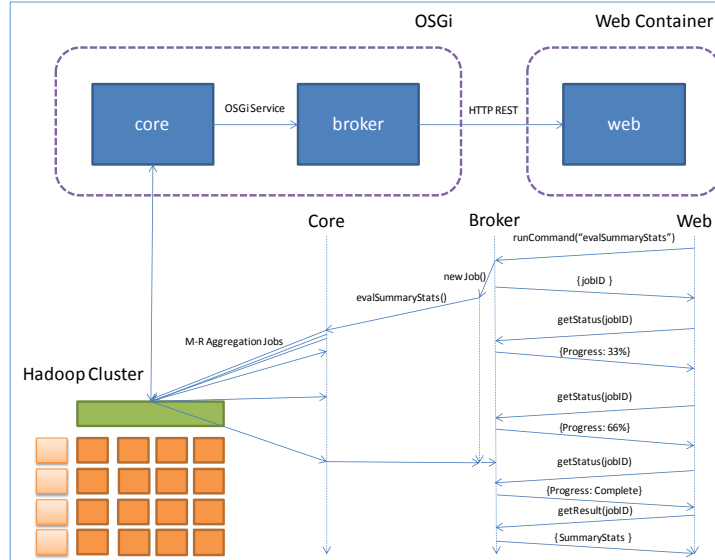 OSGi
Web Container
core
OSGi Service
broker
HTTP REST
web
Core
Broker
Web
runCommand("evalSummaryStats")
new Job()
{ jobID }
evalSummaryStats()
getStatus(jobID)
M-R Aggregation Jobs
{Progress: 33%}
Hadoop Cluster
getStatus(jobID)
{Progress: 66%}
getStatus(jobID)
{Progress: Complete}
getResult(jobID)
{ SummaryStats }